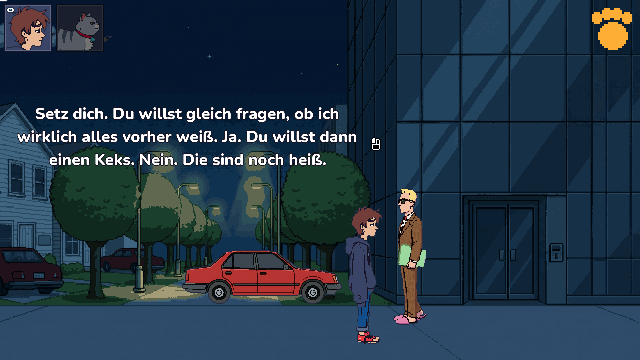 Setz dich. Du willst gleich fragen, ob ich
wirklich alles vorher weiß. Ja. Du willst dann
einen Keks. Nein. Die sind noch heiß.